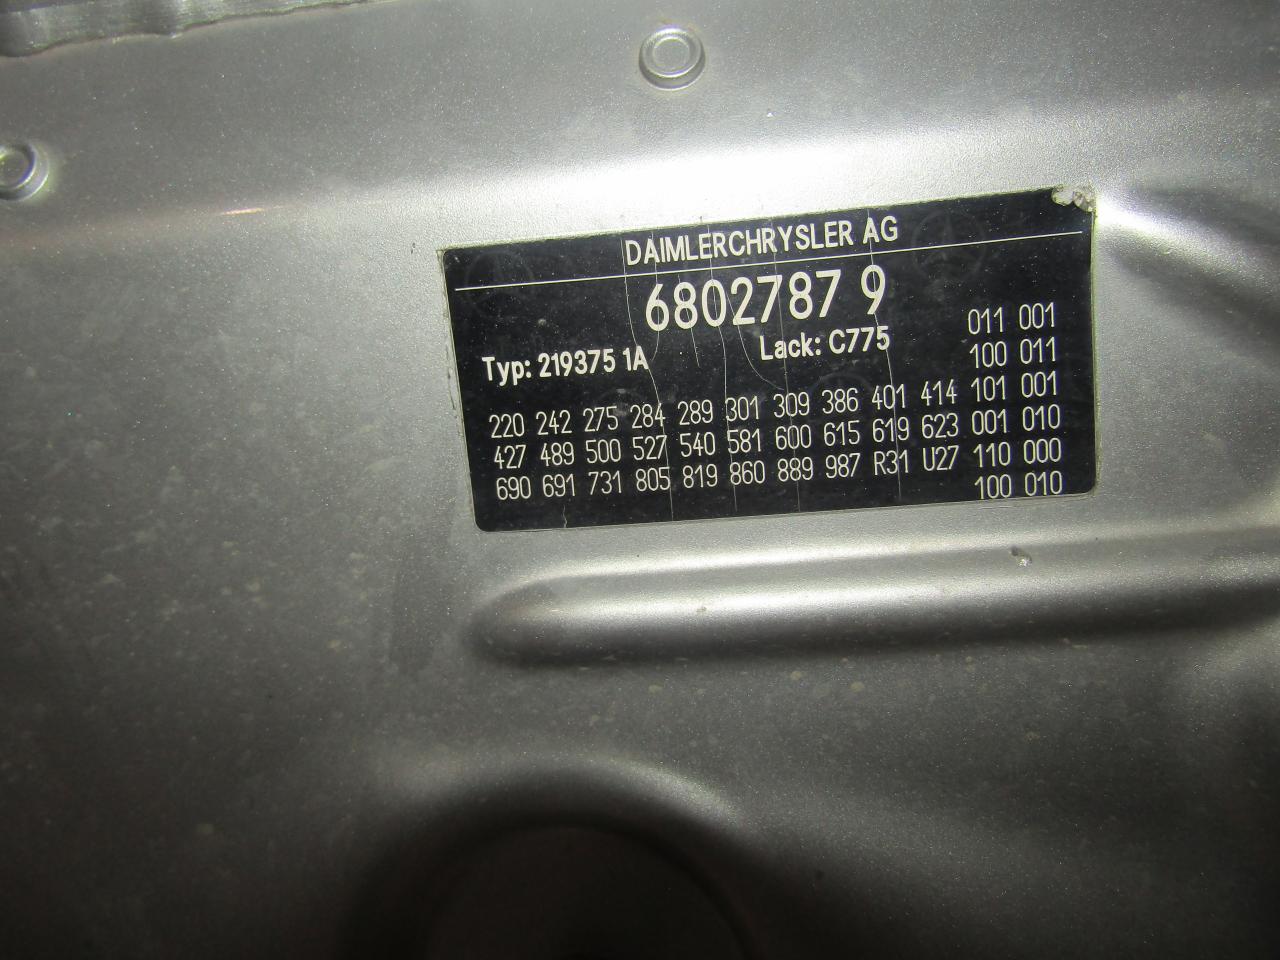 DAIMLERCHRYSLER AG
6802787 9
Typ: 219375 1A Lack: C775
011 001
100 011
220 242 275 284 289 301 309 386 401 414 101 001
427 489 500 527 540 581 600 615 619 623 001 010
690 691 731 805 819 860 889 987 R31 U27 110 000
100 010